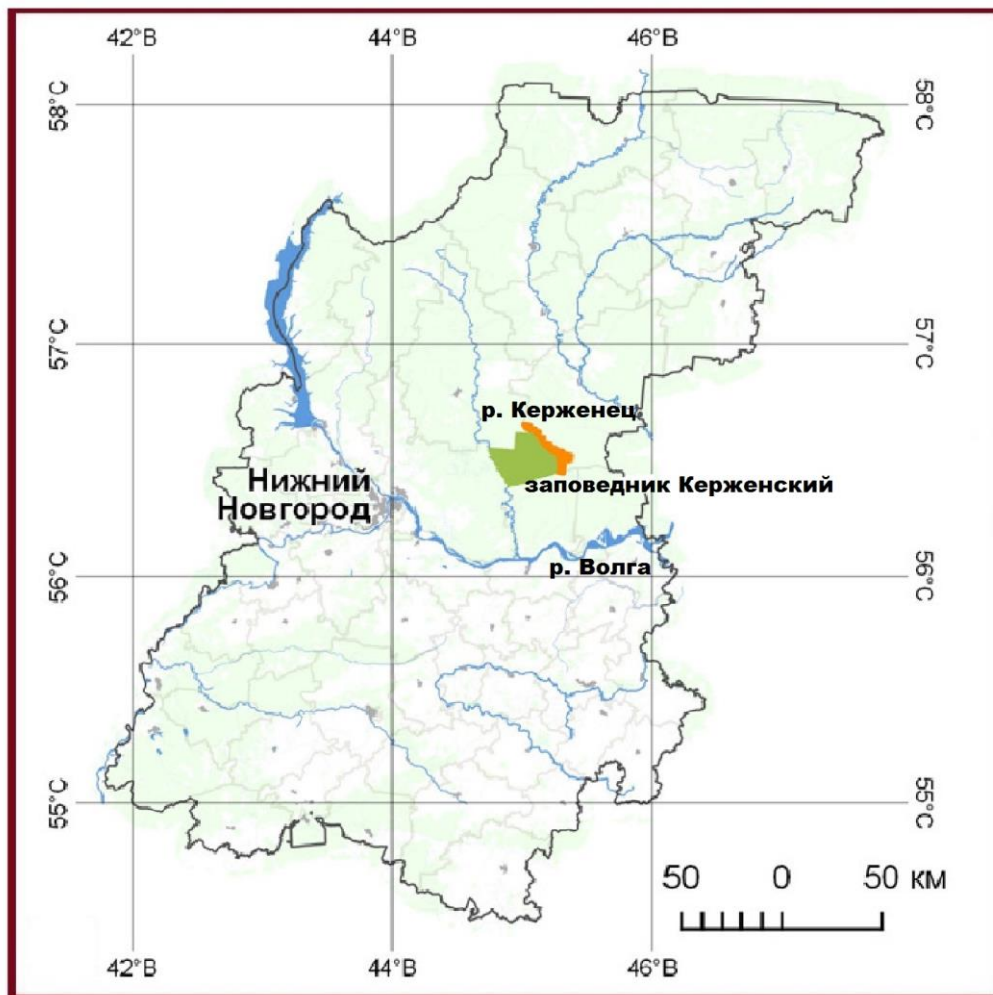 42°В 44°В 46°В
58°С 58°С
57°С 57°С
р. Керженец
заповедник Керженский
Нижний
Новгород
р. Волга
56°С 56°С
55°С 55°С
50 0 50 км
42°В 44°В 46°В